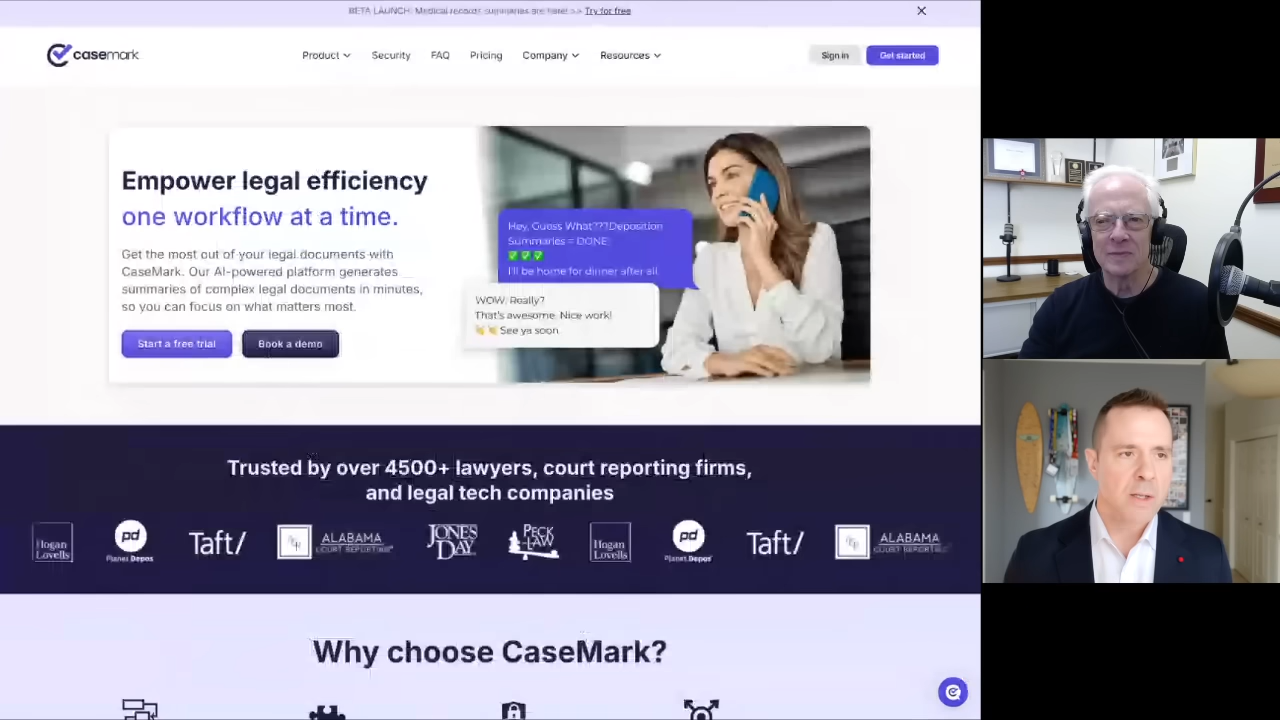 BETA LAUNCH: Medical records summaries are here! >> Try for free
casemark
Product
Security
FAQ
Pricing
Company
Resources
Sign in
Get started
Empower legal efficiency
one workflow at a time.
Get the most out of your legal documents with
CaseMark. Our AI-powered platform generates
summaries of complex legal documents in minutes,
so you can focus on what matters most.
Start a free trial
Book a demo
Hey, Guess What???Deposition
Summaries = DONE
I'll be home for dinner after all
WOW, Really?
That's awesome. Nice work!
See ya soon
Trusted by over 4500+ lawyers, court reporting firms,
and legal tech companies
Hogan
Lovells
pd
Planet Depos
Taft/
ALABAMA
COURT REPORTING
JONES
DAY
PECK
LAW
Hogan
Lovells
pd
Planet Depos
Taft/
ALABAMA
COURT REPORTING
Why choose CaseMark?